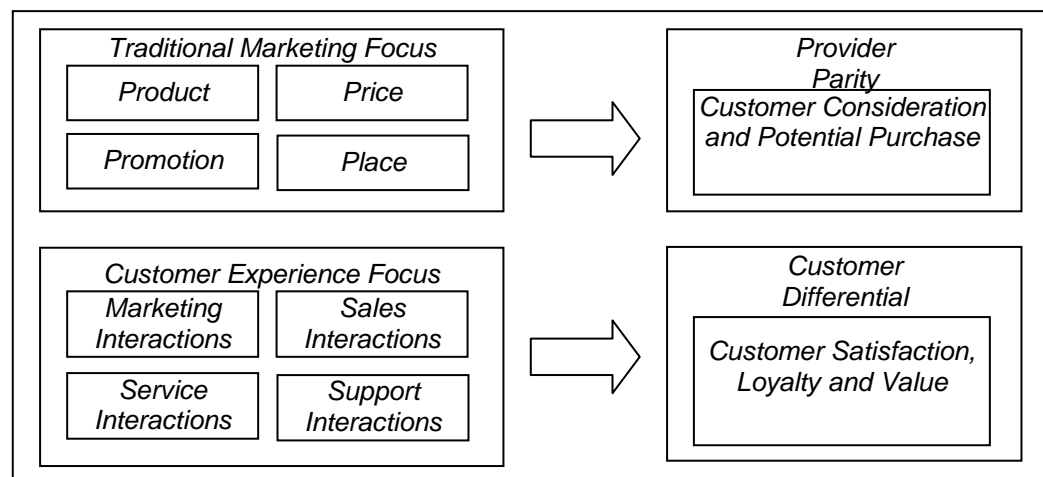 Traditional Marketing Focus
Product
Price
Promotion
Place
Provider
Parity
Customer Consideration
and Potential Purchase
Customer Experience Focus
Marketing
Interactions
Sales
Interactions
Service
Interactions
Support
Interactions
Customer
Differential
Customer Satisfaction,
Loyalty and Value